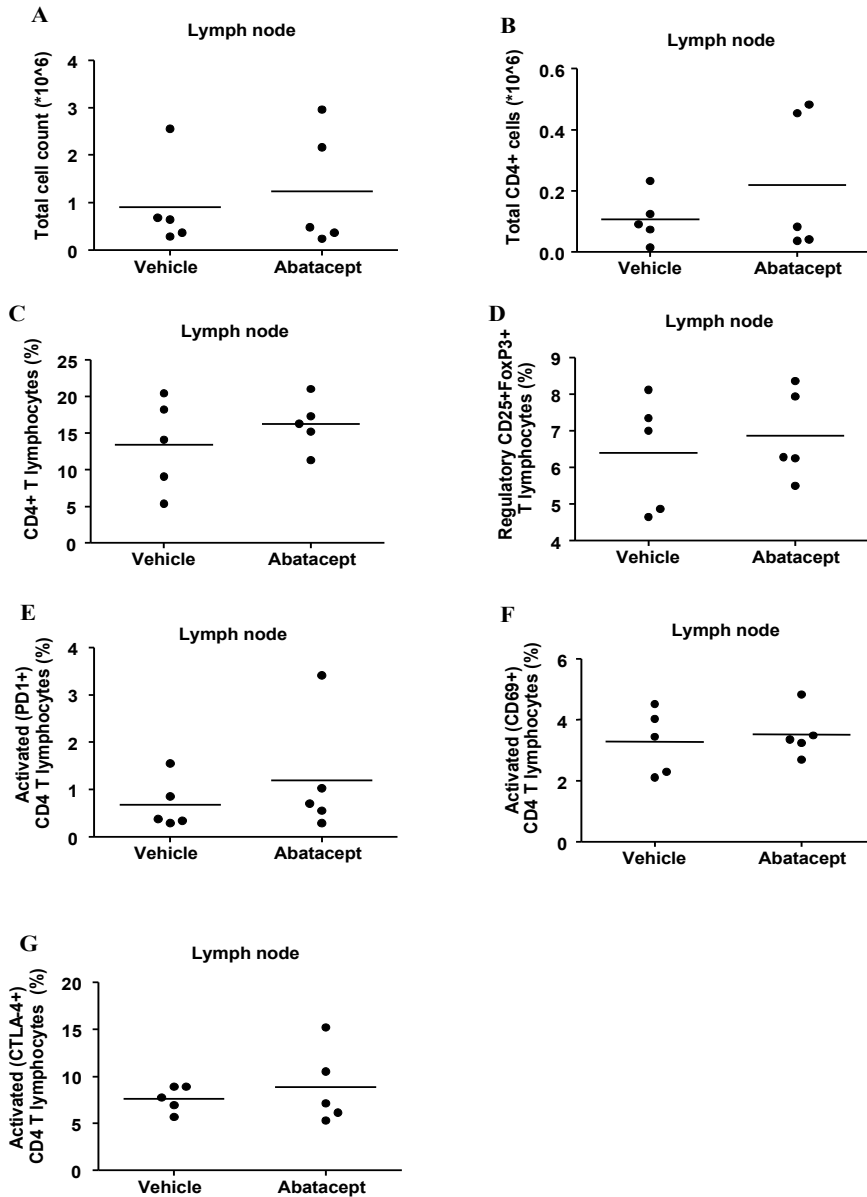 A
Lymph node
Total cell count (*10^6)
4
3
2
1
0
Vehicle
Abatacept
B
Lymph node
Total CD4+ cells (*10^6)
0.6
0.4
0.2
0.0
Vehicle
Abatacept
C
Lymph node
CD4+ T lymphocytes (%)
25
20
15
10
5
0
Vehicle
Abatacept
D
Lymph node
Regulatory CD25+FoxP3+
T lymphocytes (%)
9
8
7
6
5
4
Vehicle
Abatacept
E
Lymph node
Activated (PD1+)
CD4 T lymphocytes (%)
4
3
2
1
0
Vehicle
Abatacept
F
Lymph node
Activated (CD69+)
CD4 T lymphocytes (%)
6
4
2
0
Vehicle
Abatacept
G
Lymph node
Activated (CTLA-4+)
CD4 T lymphocytes (%)
20
15
10
5
0
Vehicle
Abatacept